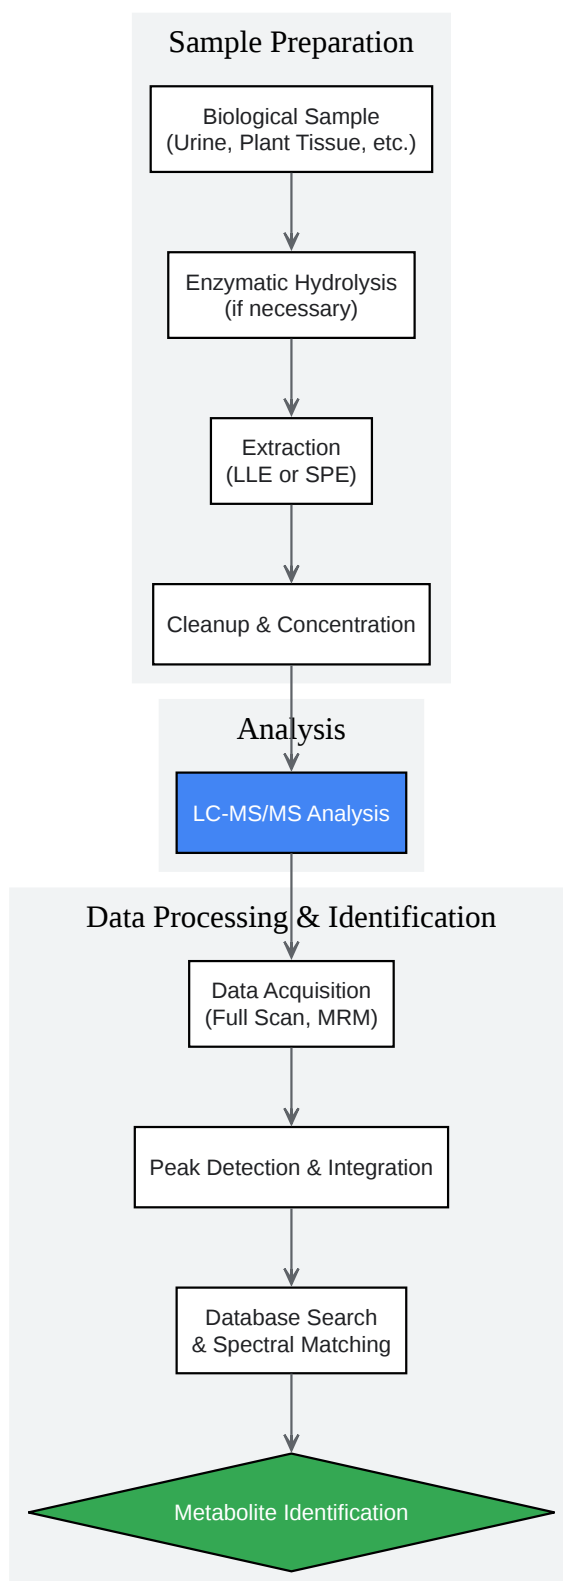 Sample Preparation
Biological Sample
(Urine, Plant Tissue, etc.)
Enzymatic Hydrolysis
(if necessary)
Extraction
(LLE or SPE)
Cleanup & Concentration
Analysis
LC-MS/MS Analysis
Data Processing & Identification
Data Acquisition
(Full Scan, MRM)
Peak Detection & Integration
Database Search
& Spectral Matching
Metabolite Identification